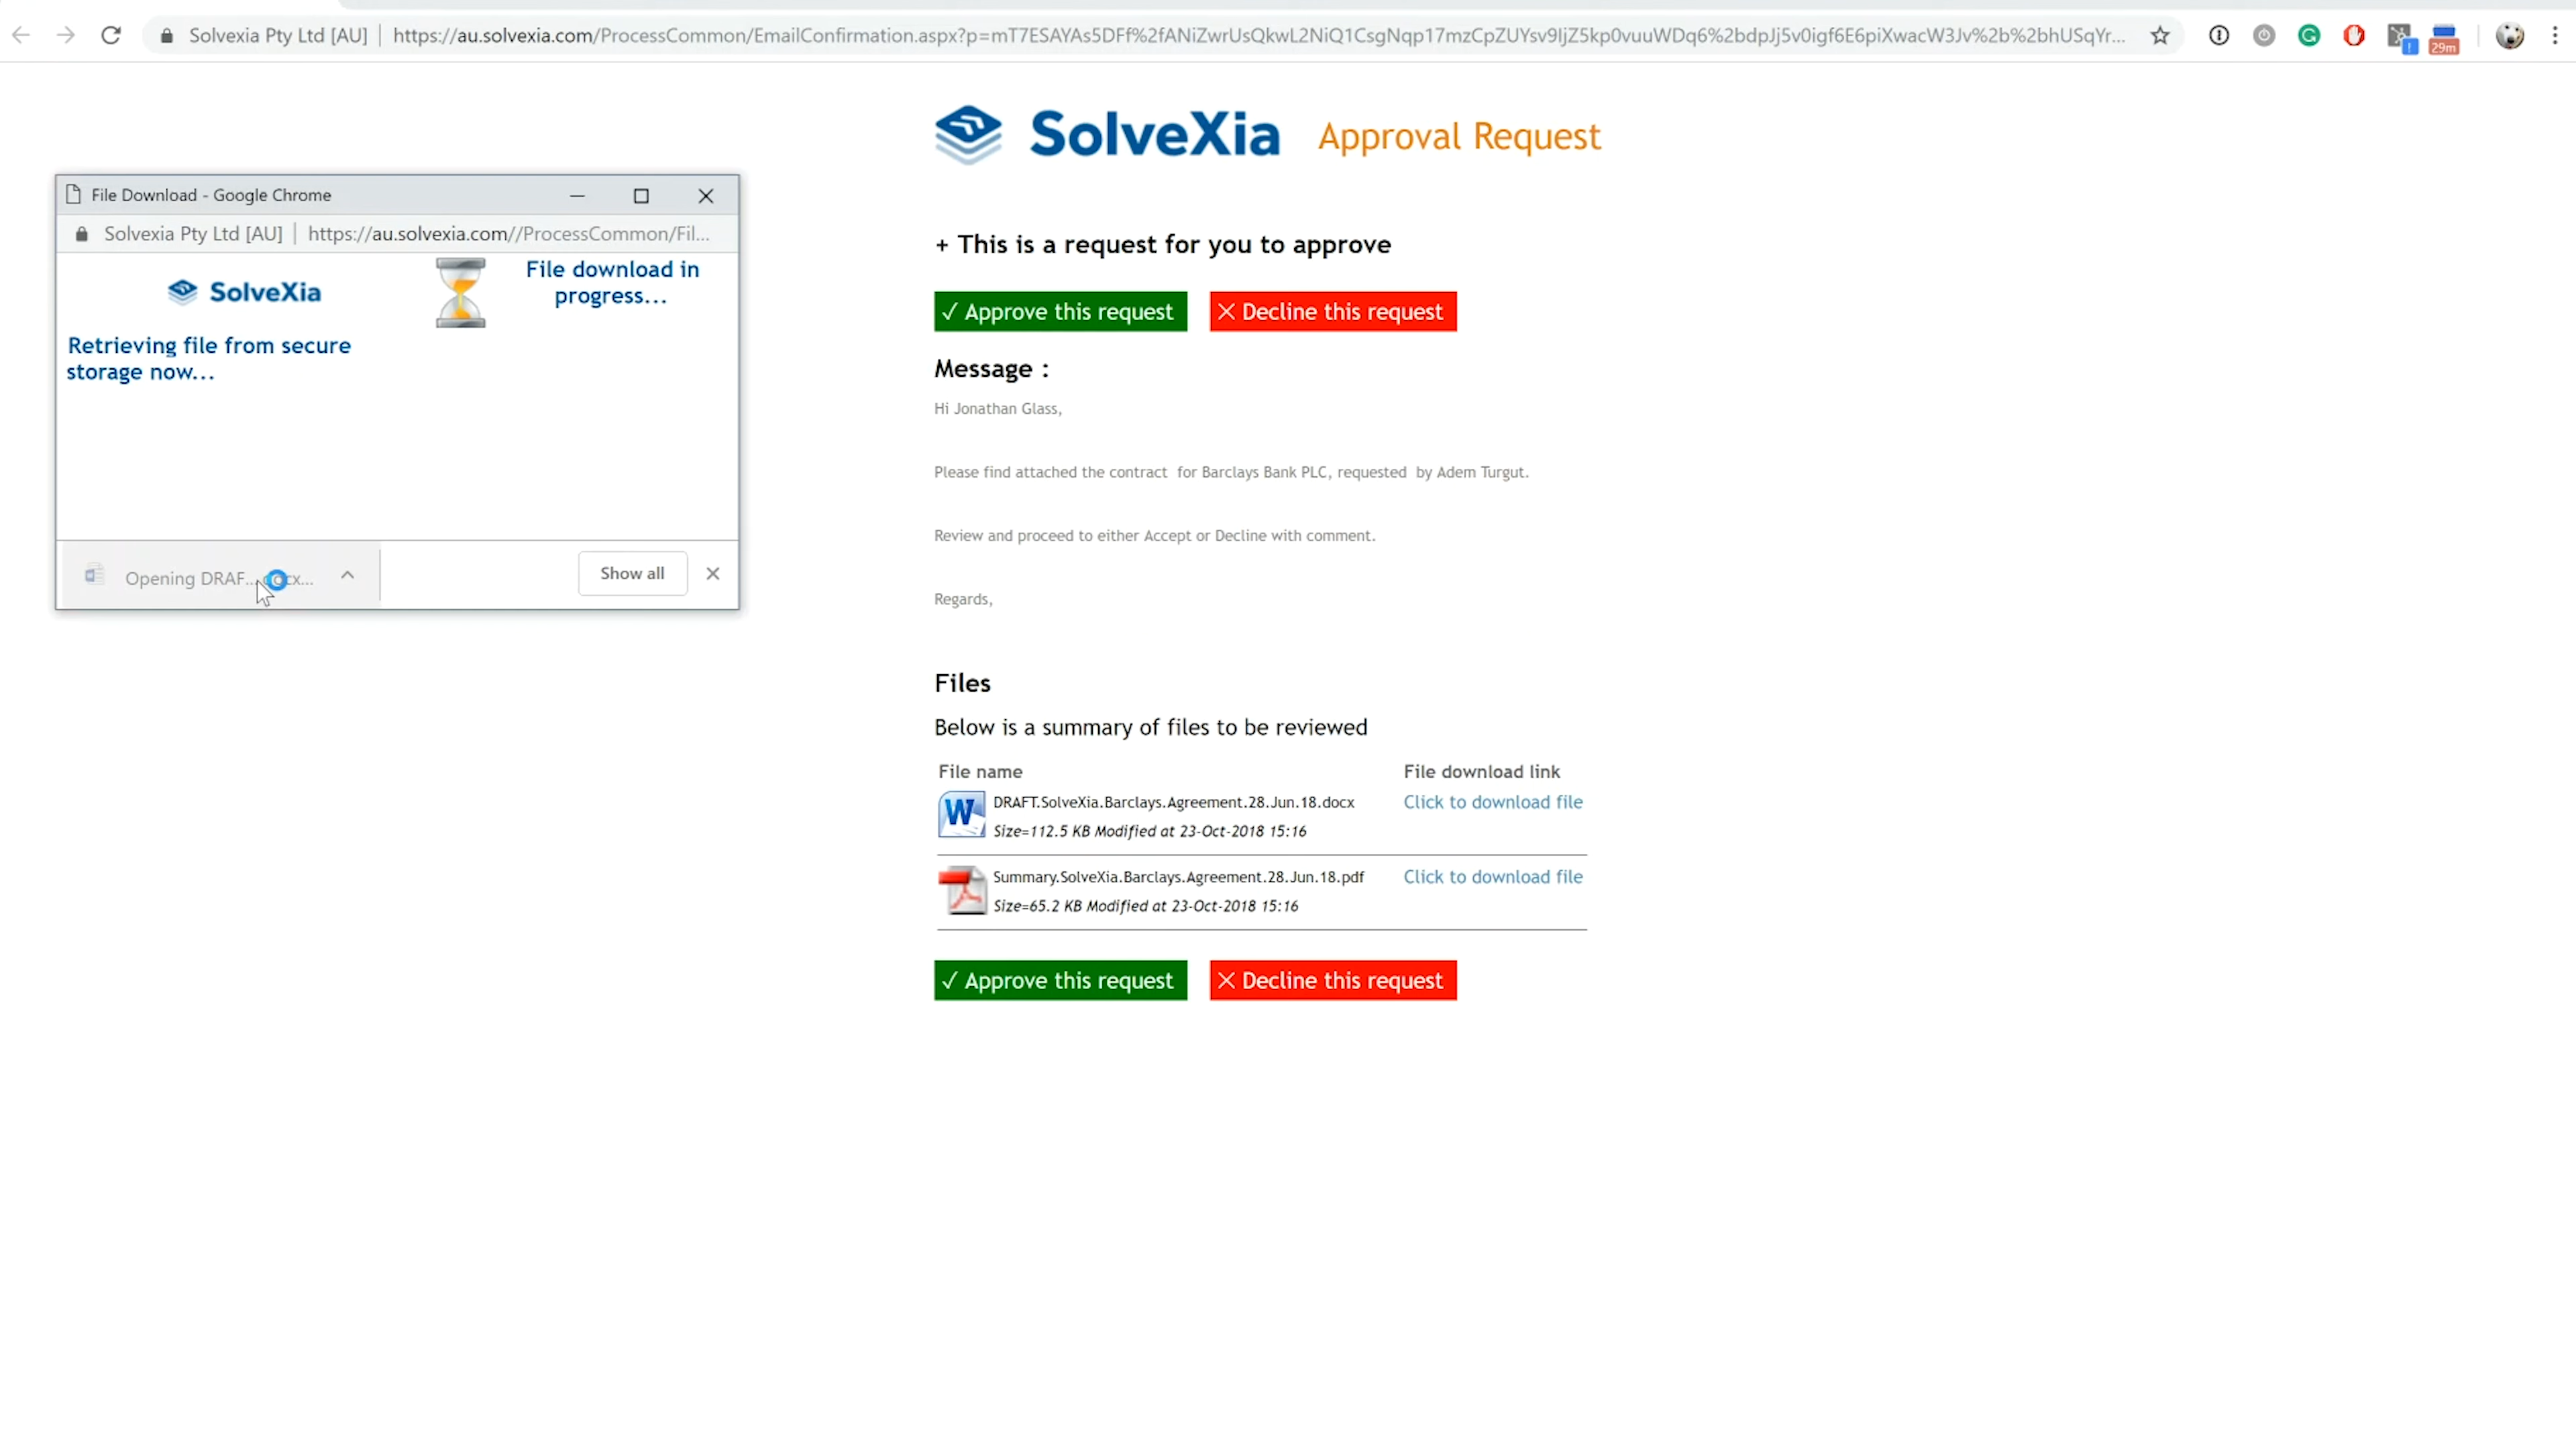 Solvexia Pty Ltd [AU] | https://au.solvexia.com/ProcessCommon/EmailConfirmation.aspx?p=mT7ESAYAs5DFf%2fANiZwrUsQkwL2NiQ1CsgNqp17mzCpZUYsv9IjZ5kp0vuuWDq6%2bdpJj5v0igf6E6piXwacW3Jv%2b%2bhUSqYr...
29m
SolveXia Approval Request
File Download - Google Chrome
Solvexia Pty Ltd [AU] | https://au.solvexia.com//ProcessCommon/Fil...
SolveXia
File download in
progress...
Retrieving file from secure
storage now...
Opening DRAF...
Show all
+ This is a request for you to approve
✓ Approve this request
✕ Decline this request
Message :
Hi Jonathan Glass,
Please find attached the contract for Barclays Bank PLC, requested by Adem Turgut.
Review and proceed to either Accept or Decline with comment.
Regards,
Files
Below is a summary of files to be reviewed
File name File download link
DRAFT.SolveXia.Barclays.Agreement.28.Jun.18.docx Click to download file
Size=112.5 KB Modified at 23-Oct-2018 15:16
Summary.SolveXia.Barclays.Agreement.28.Jun.18.pdf Click to download file
Size=65.2 KB Modified at 23-Oct-2018 15:16
✓ Approve this request
✕ Decline this request